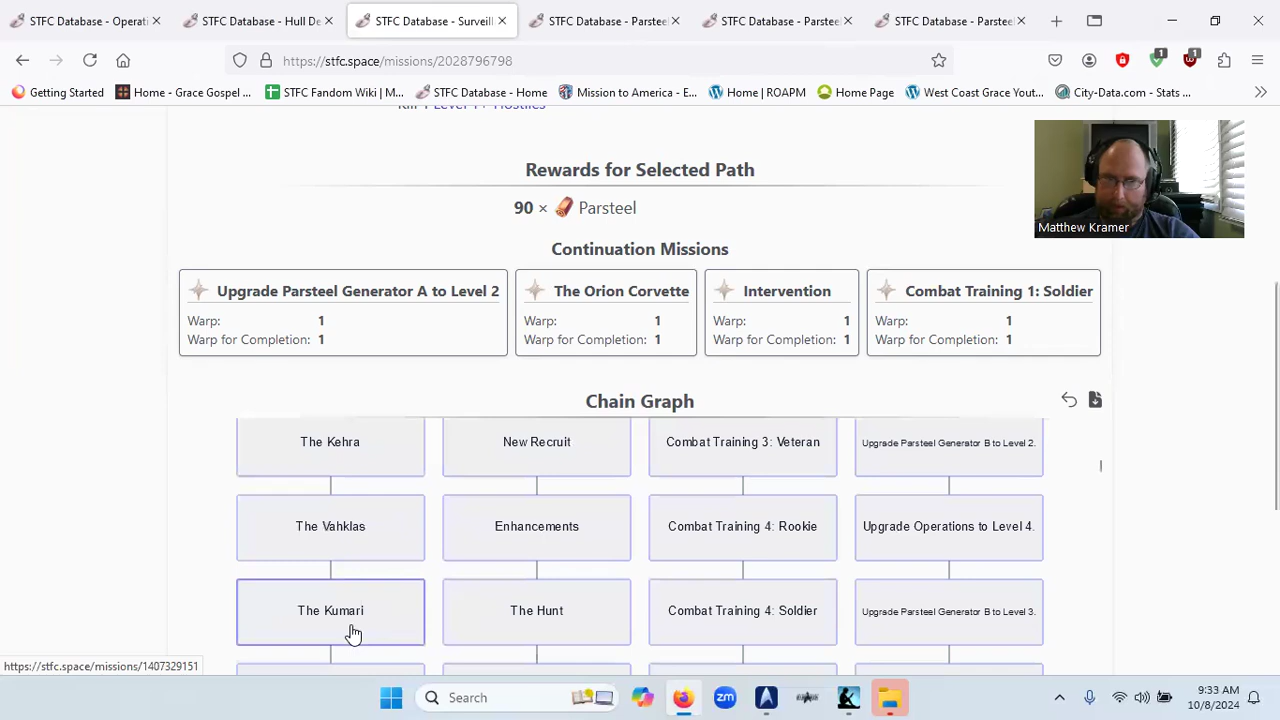 STFC Database - Operati
STFC Database - Hull De
STFC Database - Surveill
STFC Database - Parsteel
STFC Database - Parsteel
STFC Database - Parsteel
https://stfc.space/missions/2028796798
1
1
Getting Started
Home - Grace Gospel ...
STFC Fandom Wiki | M...
STFC Database - Home
Mission to America - E...
Home | ROAPM
Home Page
West Coast Grace Yout...
City-Data.com - Stats ...
Rewards for Selected Path
90 × Parsteel
Matthew Kramer
Continuation Missions
Upgrade Parsteel Generator A to Level 2
Warp: 1
Warp for Completion: 1
The Orion Corvette
Warp: 1
Warp for Completion: 1
Intervention
Warp: 1
Warp for Completion: 1
Combat Training 1: Soldier
Warp: 1
Warp for Completion: 1
Chain Graph
The Kehra
New Recruit
Combat Training 3: Veteran
Upgrade Parsteel Generator B to Level 2.
The Vahklas
Enhancements
Combat Training 4: Rookie
Upgrade Operations to Level 4.
The Kumari
The Hunt
Combat Training 4: Soldier
Upgrade Parsteel Generator B to Level 3.
https://stfc.space/missions/1407329151
Search
zm
9:33 AM
10/8/2024